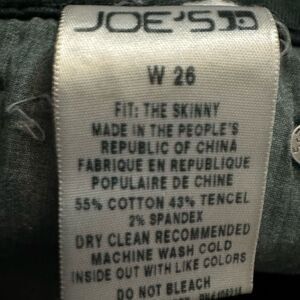 JOE'S
W 26
FIT: THE SKINNY
MADE IN THE PEOPLE'S
REPUBLIC OF CHINA
FABRIQUE EN REPUBLIQUE
POPULAIRE DE CHINE
55% COTTON 43% TENCEL
2% SPANDEX
DRY CLEAN RECOMMENDED
MACHINE WASH COLD
INSIDE OUT WITH LIKE COLORS
DO NOT BLEACH